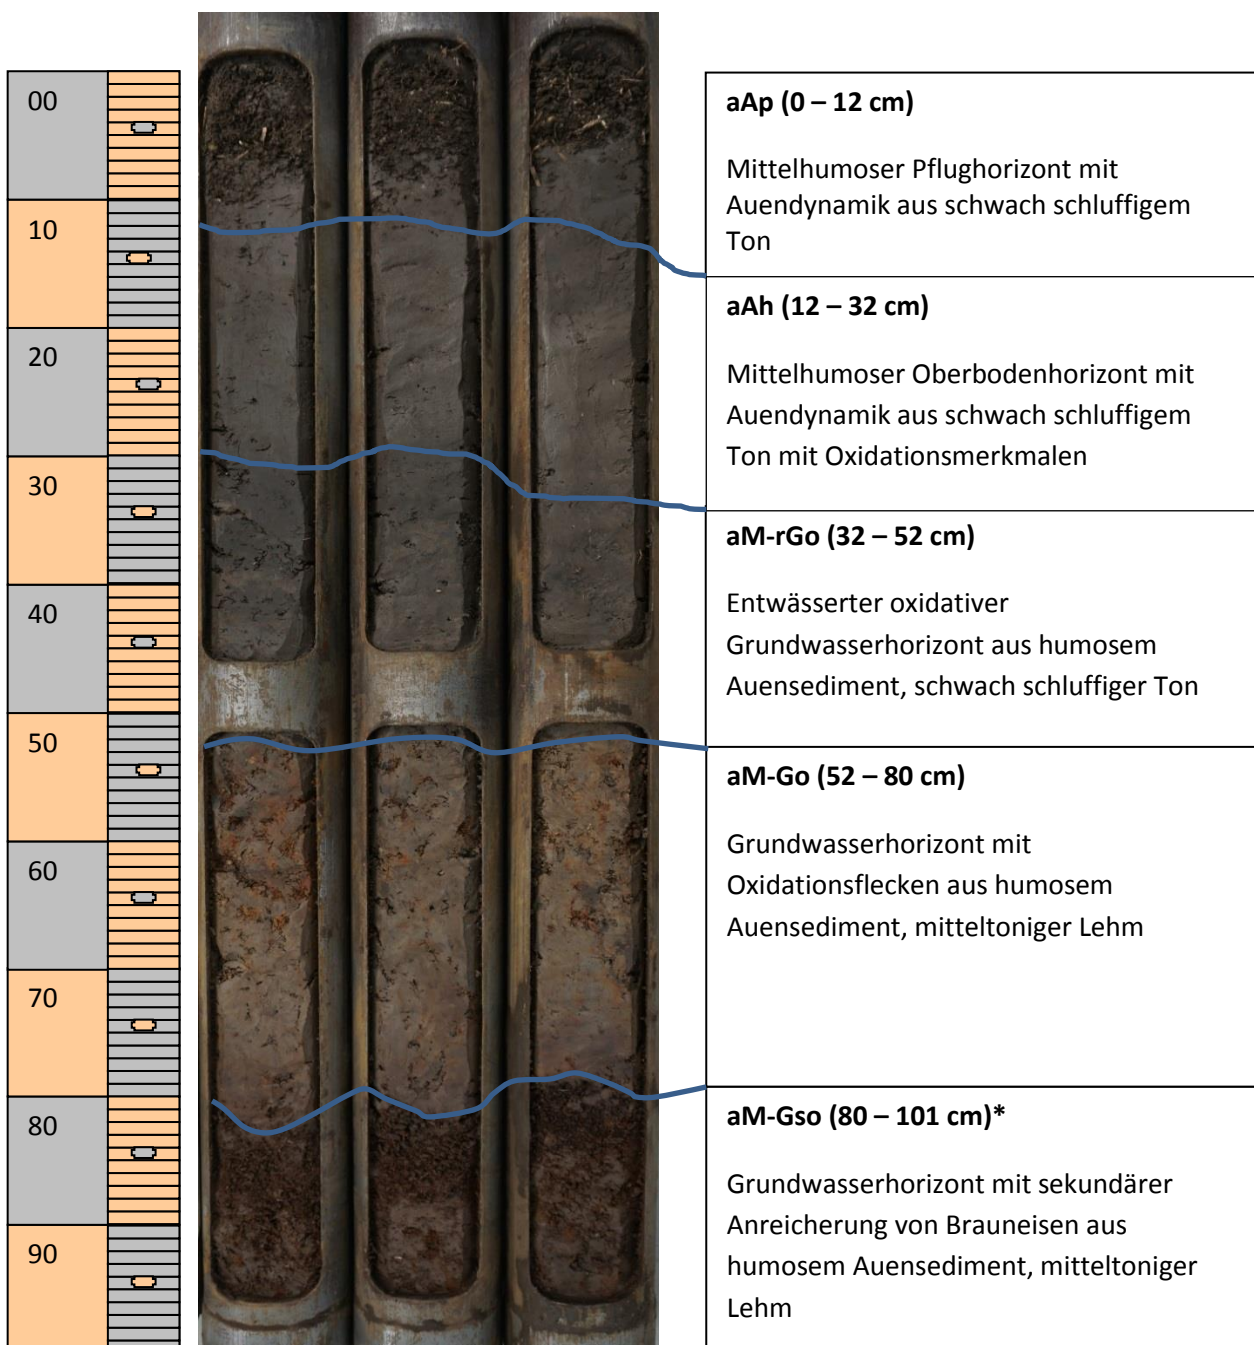 00
10
20
30
40
50
60
70
80
90
aAp (0 – 12 cm)
Mittelhumoser Pflughorizont mit
Auendynamik aus schwach schluffigem
Ton
aAh (12 – 32 cm)
Mittelhumoser Oberbodenhorizont mit
Auendynamik aus schwach schluffigem
Ton mit Oxidationsmerkmalen
aM-rGo (32 – 52 cm)
Entwässerter oxidativer
Grundwasserhorizont aus humosem
Auensediment, schwach schluffiger Ton
aM-Go (52 – 80 cm)
Grundwasserhorizont mit
Oxidationsflecken aus humosem
Auensediment, mitteltoniger Lehm
aM-Gso (80 – 101 cm)*
Grundwasserhorizont mit sekundärer
Anreicherung von Brauneisen aus
humosem Auensediment, mitteltoniger
Lehm